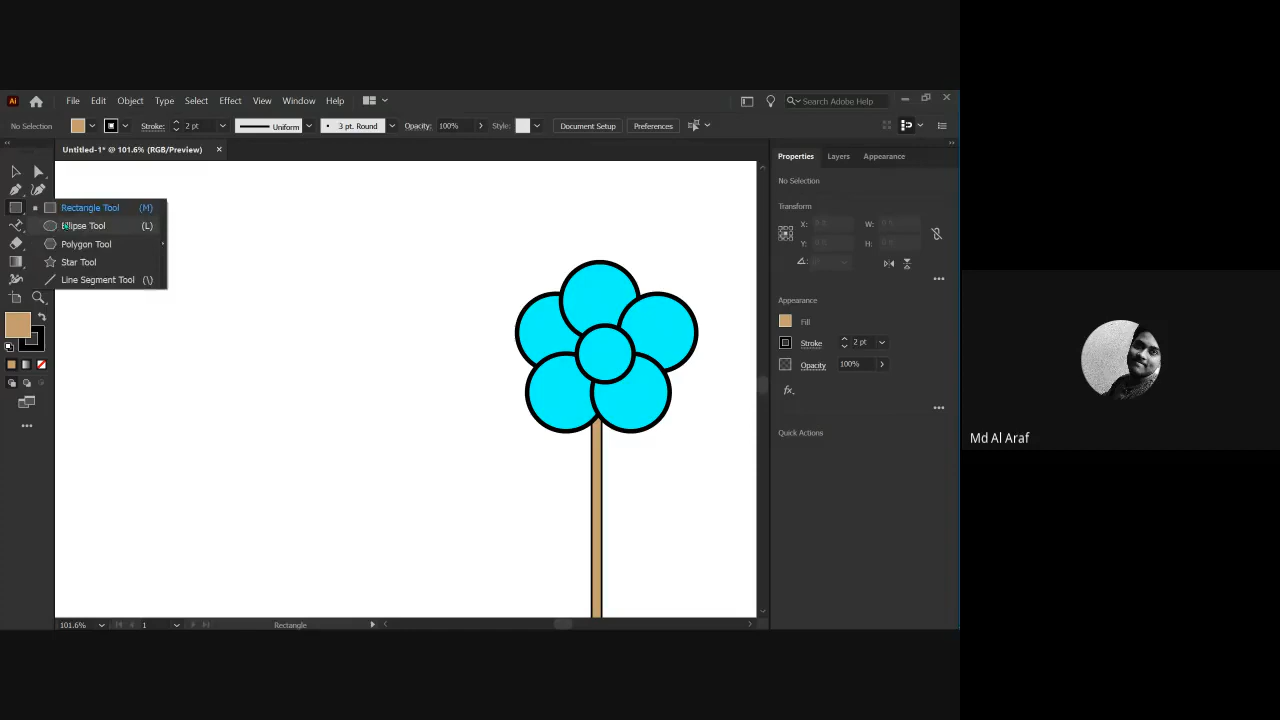 Ai File Edit Object Type Select Effect View Window Help Search Adobe Help
No Selection Stroke: 2 pt Uniform 3 pt. Round Opacity: 100% Style: Document Setup Preferences
Untitled-1* @ 101.6% (RGB/Preview) ×
Rectangle Tool (M)
Ellipse Tool (L)
Polygon Tool
Star Tool
Line Segment Tool (\)
101.6% 1 Rectangle
Properties Layers Appearance
No Selection
Transform
X: W:
Y: H:
Appearance
Fill
Stroke 2 pt
Opacity 100%
fx.
Quick Actions
Md Al Araf